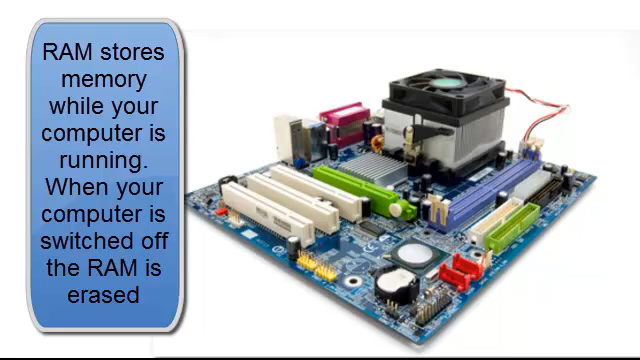 RAM stores
memory
while your
computer is
running.
When your
computer is
switched off
the RAM is
erased